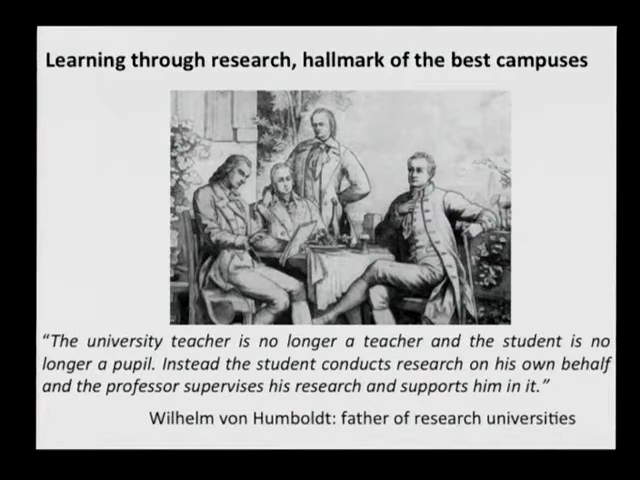 Learning through research, hallmark of the best campuses
“The university teacher is no longer a teacher and the student is no
longer a pupil. Instead the student conducts research on his own behalf
and the professor supervises his research and supports him in it.”
Wilhelm von Humboldt: father of research universities